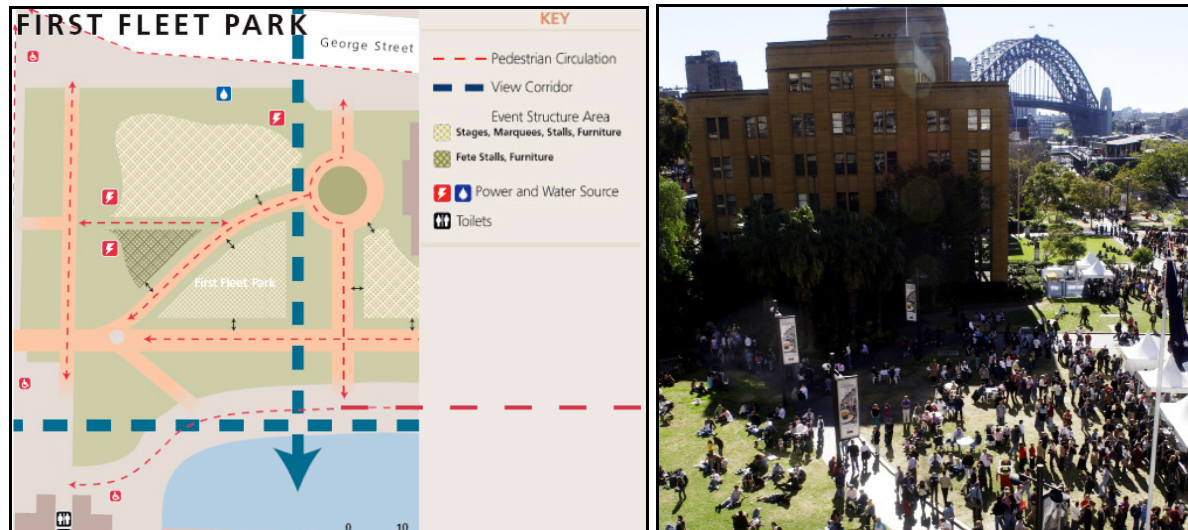 FIRST FLEET PARK
George Street
First Fleet Park
0 10
KEY
Pedestrian Circulation
View Corridor
Event Structure Area
Stages, Marquees, Stalls, Furniture
Fete Stalls, Furniture
Power and Water Source
Toilets